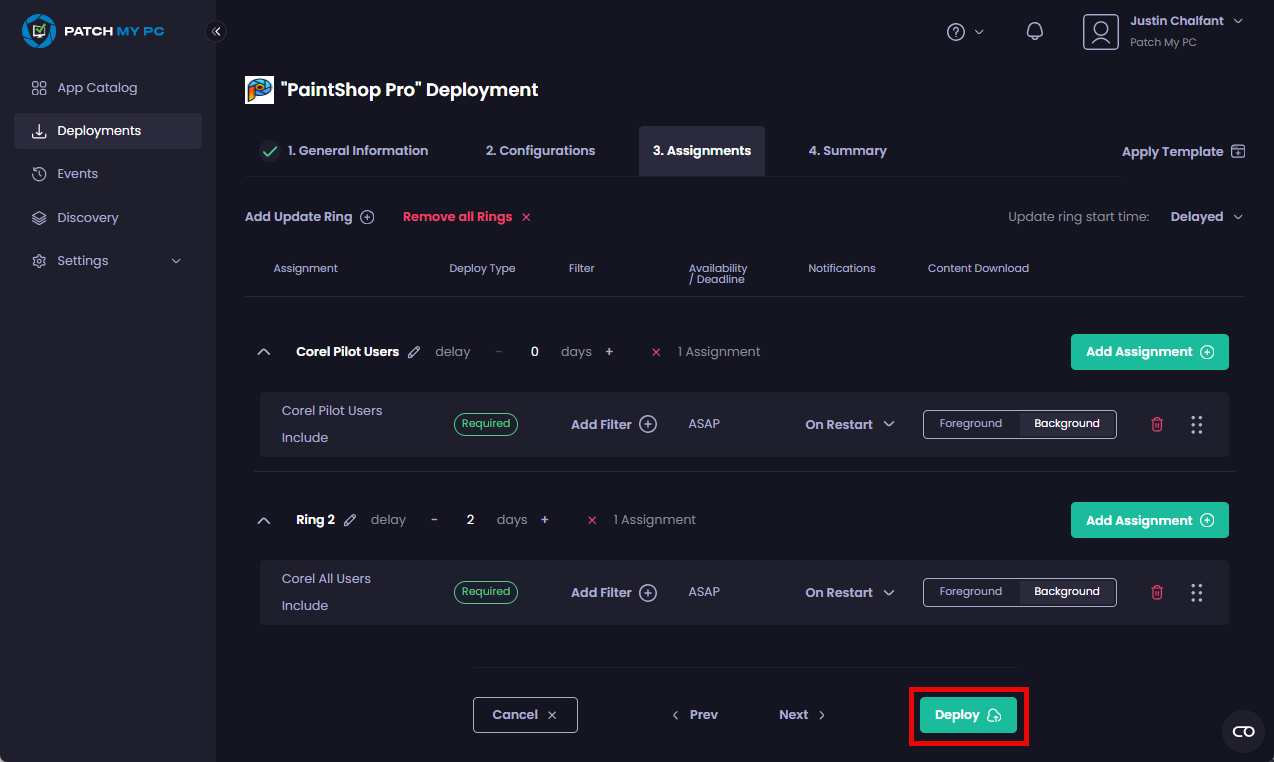 PATCH MY PC
Justin Chalfant
Patch My PC
App Catalog
Deployments
Events
Discovery
Settings
"PaintShop Pro" Deployment
1. General Information
2. Configurations
3. Assignments
4. Summary
Apply Template
Add Update Ring
Remove all Rings
Update ring start time: Delayed
Assignment
Deploy Type
Filter
Availability
/ Deadline
Notifications
Content Download
Corel Pilot Users delay - 0 days + 1 Assignment
Add Assignment
Corel Pilot Users
Include
Required
Add Filter
ASAP
On Restart
Foreground
Background
Ring 2 delay - 2 days + 1 Assignment
Add Assignment
Corel All Users
Include
Required
Add Filter
ASAP
On Restart
Foreground
Background
Cancel
Prev
Next
Deploy